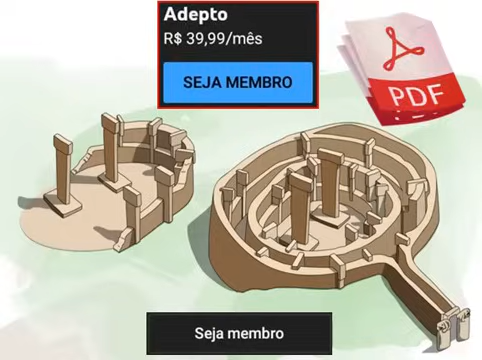 Adepto
R$ 39,99/mês
SEJA MEMBRO
PDF
Seja membro